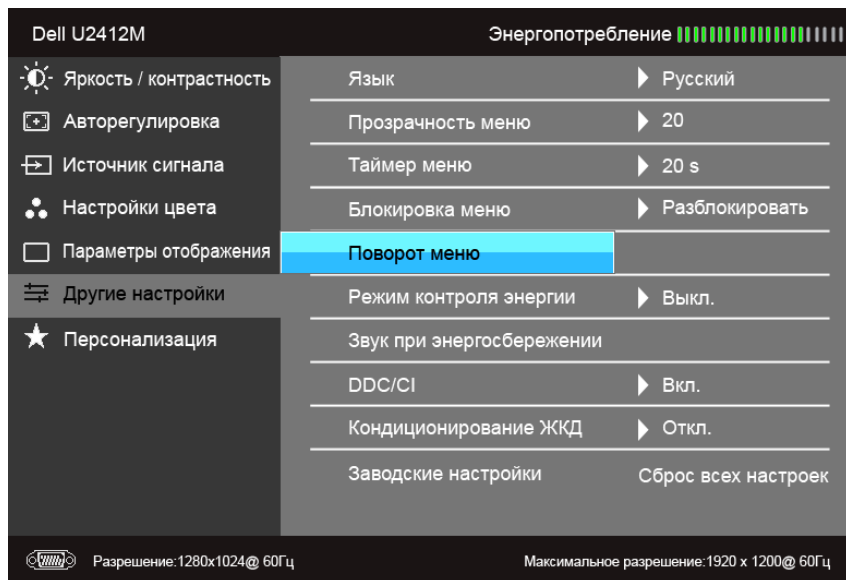 Dell U2412M Энергопотребление
Яркость / контрастность
Авторегулировка
Источник сигнала
Настройки цвета
Параметры отображения
Другие настройки
Персонализация
Язык Русский
Прозрачность меню 20
Таймер меню 20 s
Блокировка меню Разблокировать
Поворот меню
Режим контроля энергии Выкл.
Звук при энергосбережении
DDC/CI Вкл.
Кондиционирование ЖКД Откл.
Заводские настройки Сброс всех настроек
Разрешение:1280x1024@ 60Гц Максимальное разрешение:1920 x 1200@ 60Гц